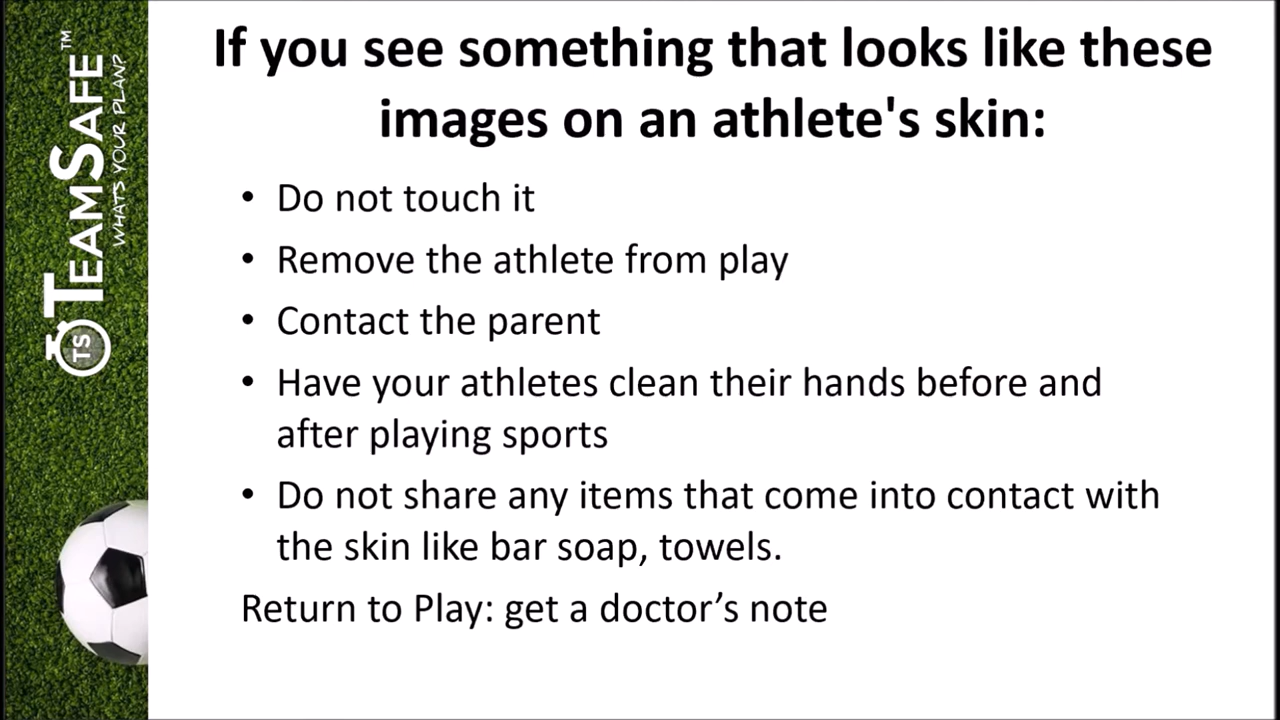 If you see something that looks like these
images on an athlete's skin:
• Do not touch it
• Remove the athlete from play
• Contact the parent
• Have your athletes clean their hands before and
after playing sports
• Do not share any items that come into contact with
the skin like bar soap, towels.
Return to Play: get a doctor’s note
TS
TEAMSAFE™
WHAT'S YOUR PLAN?